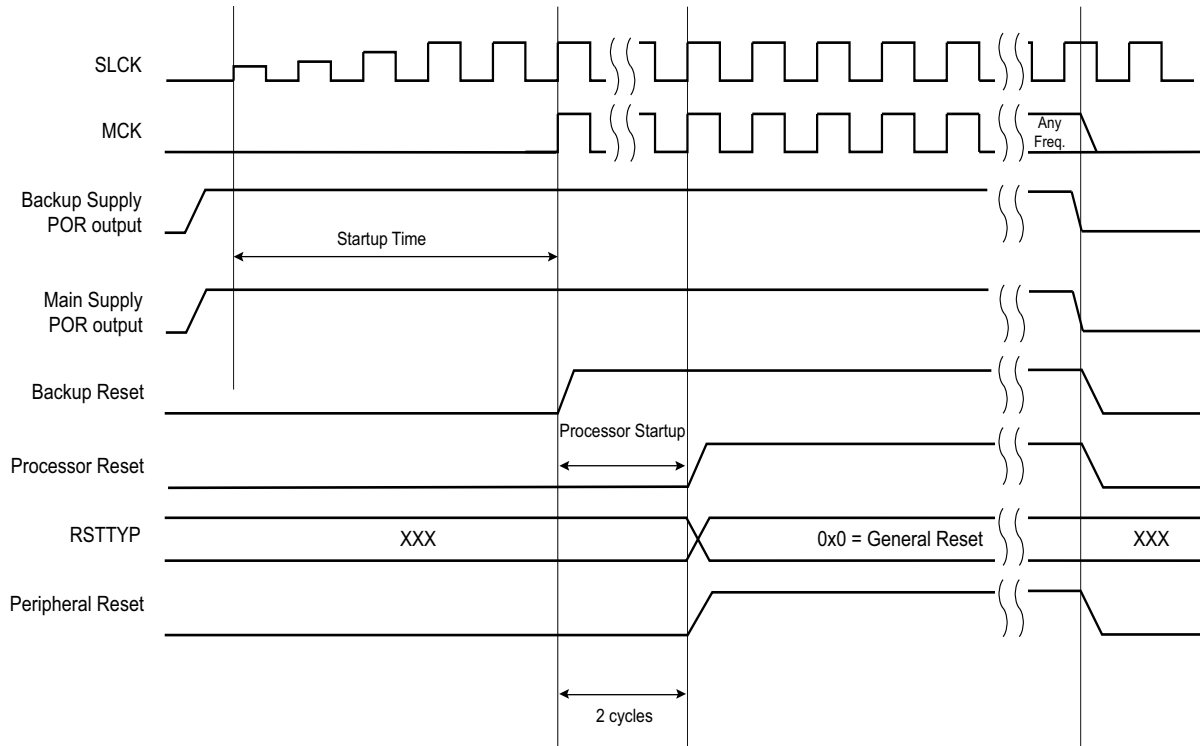 SLCK
MCK
Any
Freq.
Backup Supply
POR output
Startup Time
Main Supply
POR output
Backup Reset
Processor Startup
Processor Reset
RSTTYP
XXX
0x0 = General Reset
XXX
Peripheral Reset
2 cycles